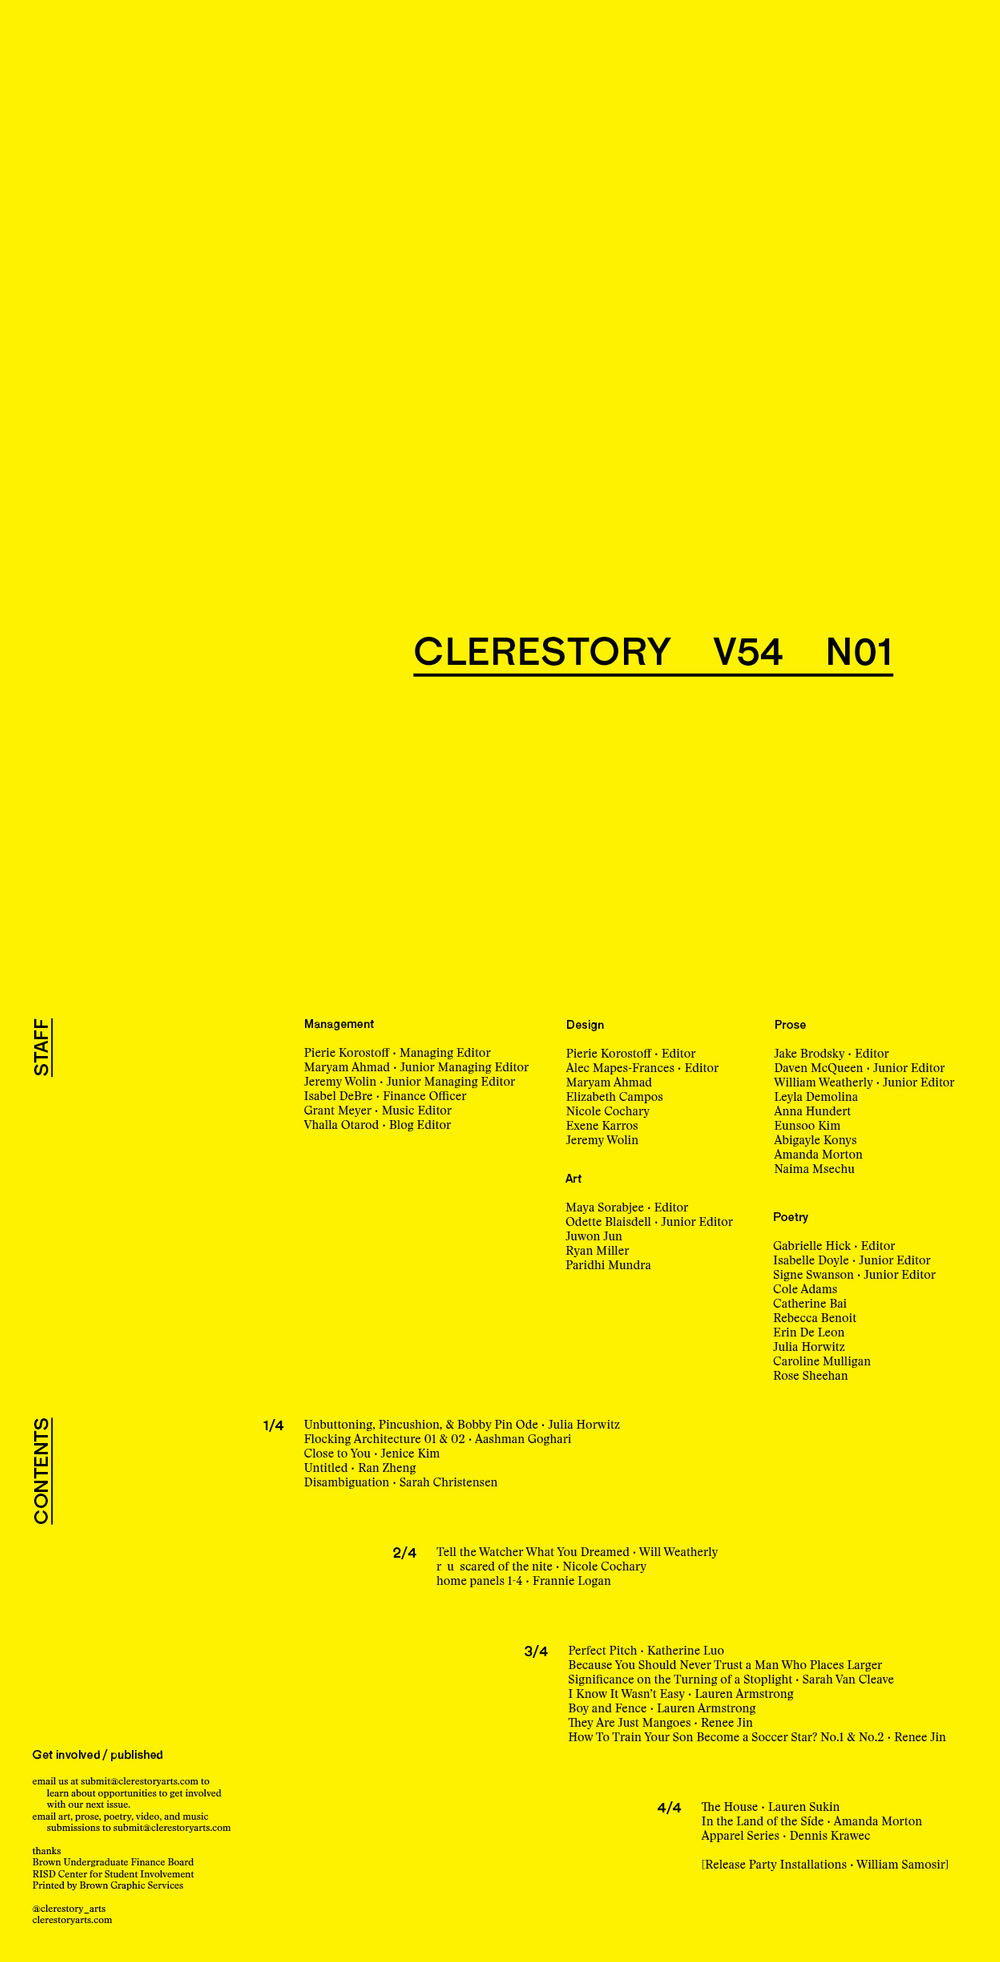 CLERESTORY V54 N01
STAFF
Management
Pierie Korostoff · Managing Editor
Maryam Ahmad · Junior Managing Editor
Jeremy Wolin · Junior Managing Editor
Isabel DeBre · Finance Officer
Grant Meyer · Music Editor
Vhalla Otarod · Blog Editor
Design
Pierie Korostoff · Editor
Alec Mapes-Frances · Editor
Maryam Ahmad
Elizabeth Campos
Nicole Cochary
Exene Karros
Jeremy Wolin
Art
Maya Sorabjee · Editor
Odette Blaisdell · Junior Editor
Juwon Jun
Ryan Miller
Paridhi Mundra
Prose
Jake Brodsky · Editor
Daven McQueen · Junior Editor
William Weatherly · Junior Editor
Leyla Demolina
Anna Hundert
Eunsoo Kim
Abigayle Konys
Amanda Morton
Naima Msechu
Poetry
Gabrielle Hick · Editor
Isabelle Doyle · Junior Editor
Signe Swanson · Junior Editor
Cole Adams
Catherine Bai
Rebecca Benoit
Erin De Leon
Julia Horwitz
Caroline Mulligan
Rose Sheehan
CONTENTS
1/4
Unbuttoning, Pincushion, & Bobby Pin Ode · Julia Horwitz
Flocking Architecture 01 & 02 · Aashman Goghari
Close to You · Jenice Kim
Untitled · Ran Zheng
Disambiguation · Sarah Christensen
2/4
Tell the Watcher What You Dreamed · Will Weatherly
r u scared of the nite · Nicole Cochary
home panels 1-4 · Frannie Logan
3/4
Perfect Pitch · Katherine Luo
Because You Should Never Trust a Man Who Places Larger
Significance on the Turning of a Stoplight · Sarah Van Cleave
I Know It Wasn't Easy · Lauren Armstrong
Boy and Fence · Lauren Armstrong
They Are Just Mangoes · Renee Jin
How To Train Your Son Become a Soccer Star? No.1 & No.2 · Renee Jin
4/4
The House · Lauren Sukin
In the Land of the Síde · Amanda Morton
Apparel Series · Dennis Krawec
[Release Party Installations · William Samosir]
Get involved / published
email us at submit@clerestoryarts.com to
learn about opportunities to get involved
with our next issue.
email art, prose, poetry, video, and music
submissions to submit@clerestoryarts.com
thanks
Brown Undergraduate Finance Board
RISD Center for Student Involvement
Printed by Brown Graphic Services
@clerestory_arts
clerestoryarts.com